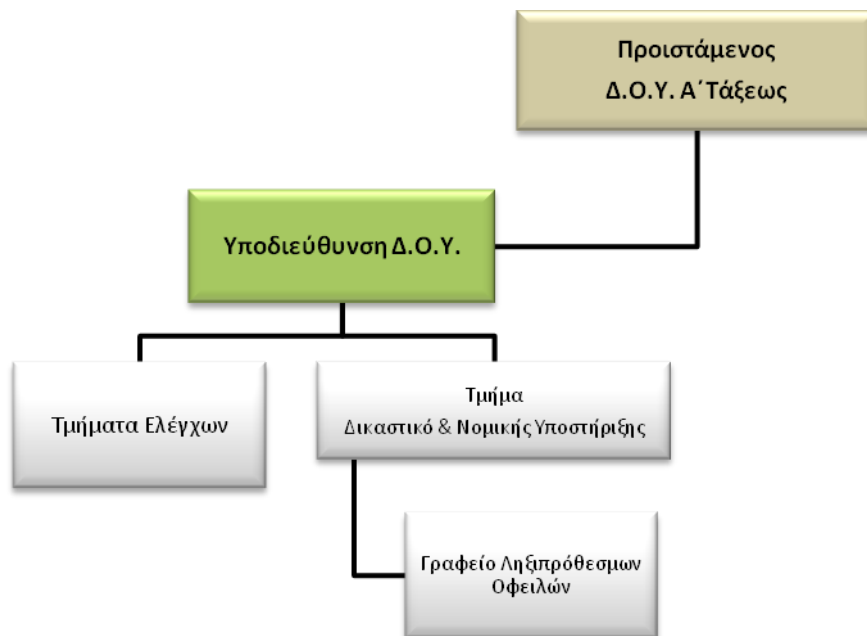 Προιστάμενος
Δ.Ο.Υ. Α΄Τάξεως
Υποδιεύθυνση Δ.Ο.Υ.
Τμήματα Ελέγχων
Τμήμα
Δικαστικό & Νομικής Υποστήριξης
Γραφείο Ληξιπρόθεσμων
Οφειλών